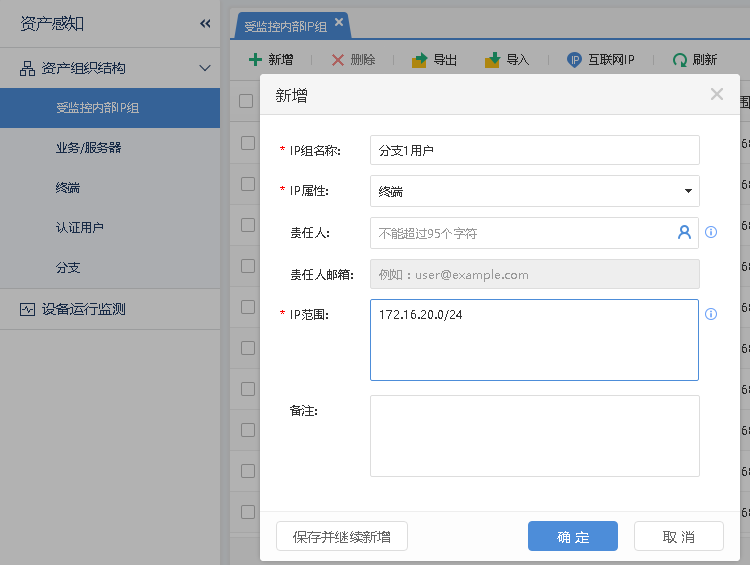 资产感知
资产组织结构
受监控内部IP组
业务/服务器
终端
认证用户
分支
设备运行监测
受监控内部IP组
新增 删除 导出 导入 互联网IP 刷新
新增
* IP组名称: 分支1用户
* IP属性: 终端
责任人: 不能超过95个字符
责任人邮箱: 例如：user@example.com
* IP范围: 172.16.20.0/24
备注:
保存并继续新增 确定 取消